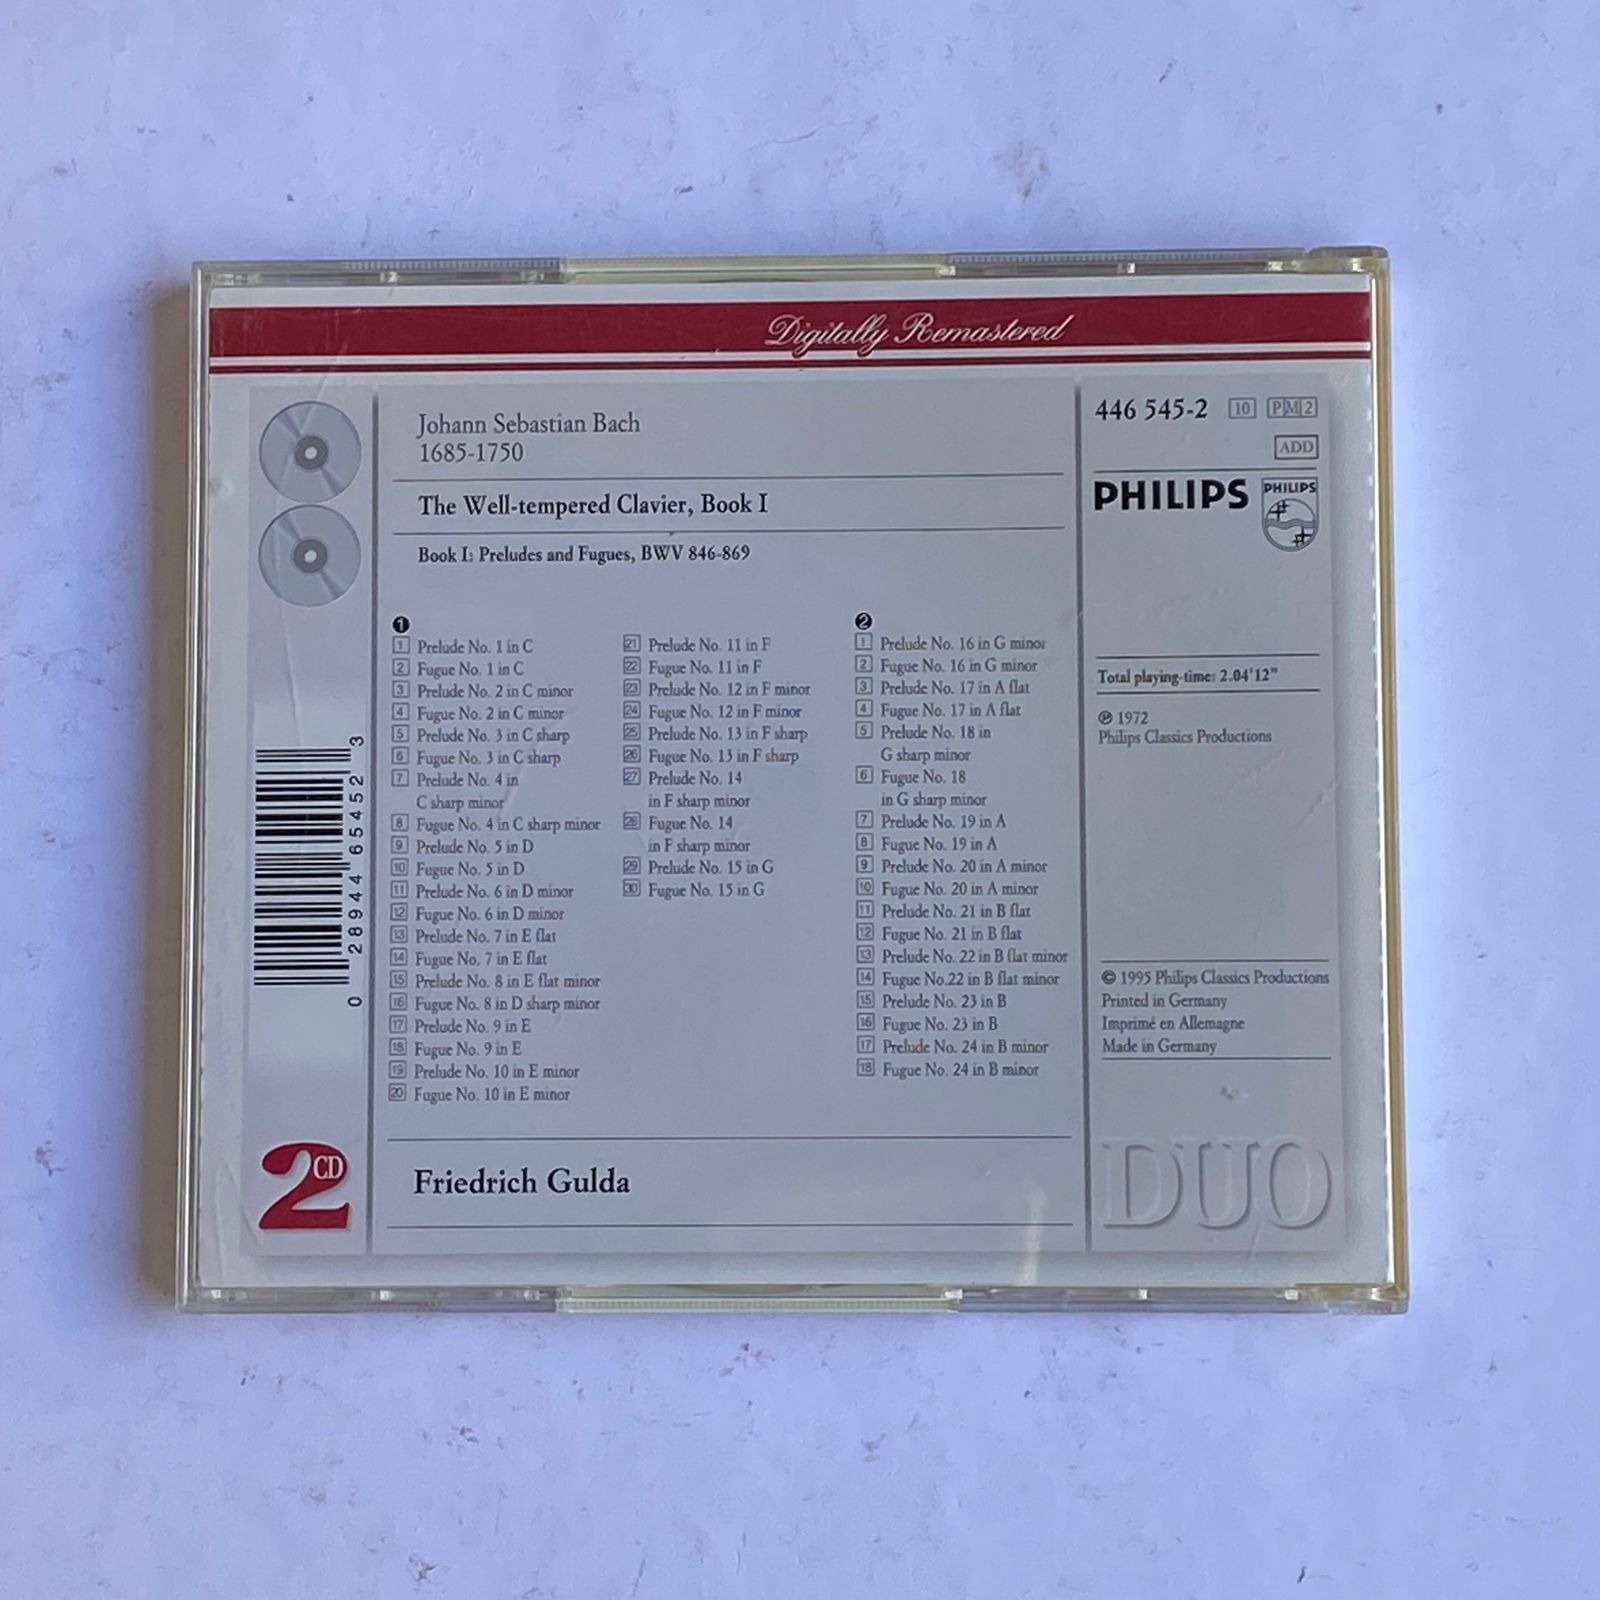 Digitally Remastered
Johann Sebastian Bach
1685-1750
The Well-tempered Clavier, Book I
Book I: Preludes and Fugues, BWV 846-869
1
1 Prelude No. 1 in C
2 Fugue No. 1 in C
3 Prelude No. 2 in C minor
4 Fugue No. 2 in C minor
5 Prelude No. 3 in C sharp
6 Fugue No. 3 in C sharp
7 Prelude No. 4 in
C sharp minor
8 Fugue No. 4 in C sharp minor
9 Prelude No. 5 in D
10 Fugue No. 5 in D
11 Prelude No. 6 in D minor
12 Fugue No. 6 in D minor
13 Prelude No. 7 in E flat
14 Fugue No. 7 in E flat
15 Prelude No. 8 in E flat minor
16 Fugue No. 8 in D sharp minor
17 Prelude No. 9 in E
18 Fugue No. 9 in E
19 Prelude No. 10 in E minor
20 Fugue No. 10 in E minor
21 Prelude No. 11 in F
22 Fugue No. 11 in F
23 Prelude No. 12 in F minor
24 Fugue No. 12 in F minor
25 Prelude No. 13 in F sharp
26 Fugue No. 13 in F sharp
27 Prelude No. 14
in F sharp minor
28 Fugue No. 14
in F sharp minor
29 Prelude No. 15 in G
30 Fugue No. 15 in G
2
1 Prelude No. 16 in G minor
2 Fugue No. 16 in G minor
3 Prelude No. 17 in A flat
4 Fugue No. 17 in A flat
5 Prelude No. 18 in
G sharp minor
6 Fugue No. 18
in G sharp minor
7 Prelude No. 19 in A
8 Fugue No. 19 in A
9 Prelude No. 20 in A minor
10 Fugue No. 20 in A minor
11 Prelude No. 21 in B flat
12 Fugue No. 21 in B flat
13 Prelude No. 22 in B flat minor
14 Fugue No.22 in B flat minor
15 Prelude No. 23 in B
16 Fugue No. 23 in B
17 Prelude No. 24 in B minor
18 Fugue No. 24 in B minor
Friedrich Gulda
446 545-2 10 PM2
ADD
PHILIPS
PHILIPS
Total playing-time: 2.04'12"
℗ 1972
Philips Classics Productions
© 1995 Philips Classics Productions
Printed in Germany
Imprimé en Allemagne
Made in Germany
DUO
0 28944 65452 3
2 CD